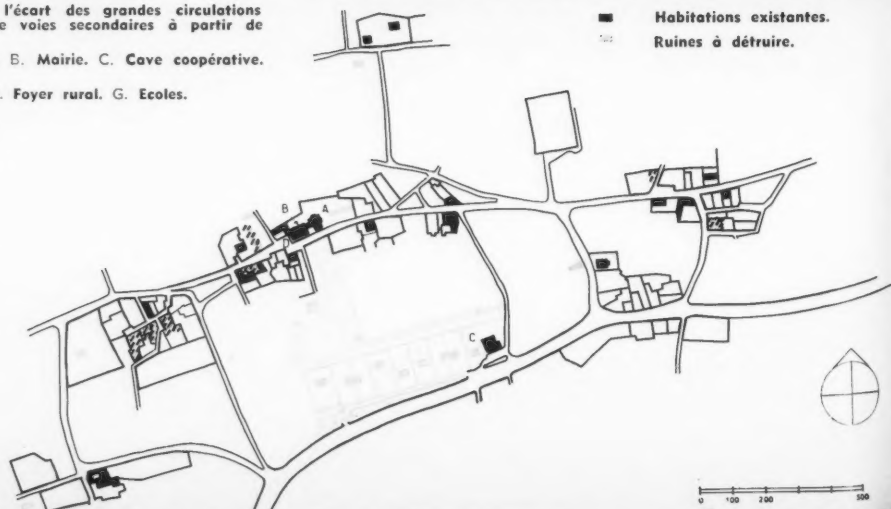 l'écart des grandes circulations
e voies secondaires à partir de
B. Mairie. C. Cave coopérative.
. Foyer rural. G. Ecoles.
Habitations existantes.
Ruines à détruire.
B
A
D
C
0 100 200 500